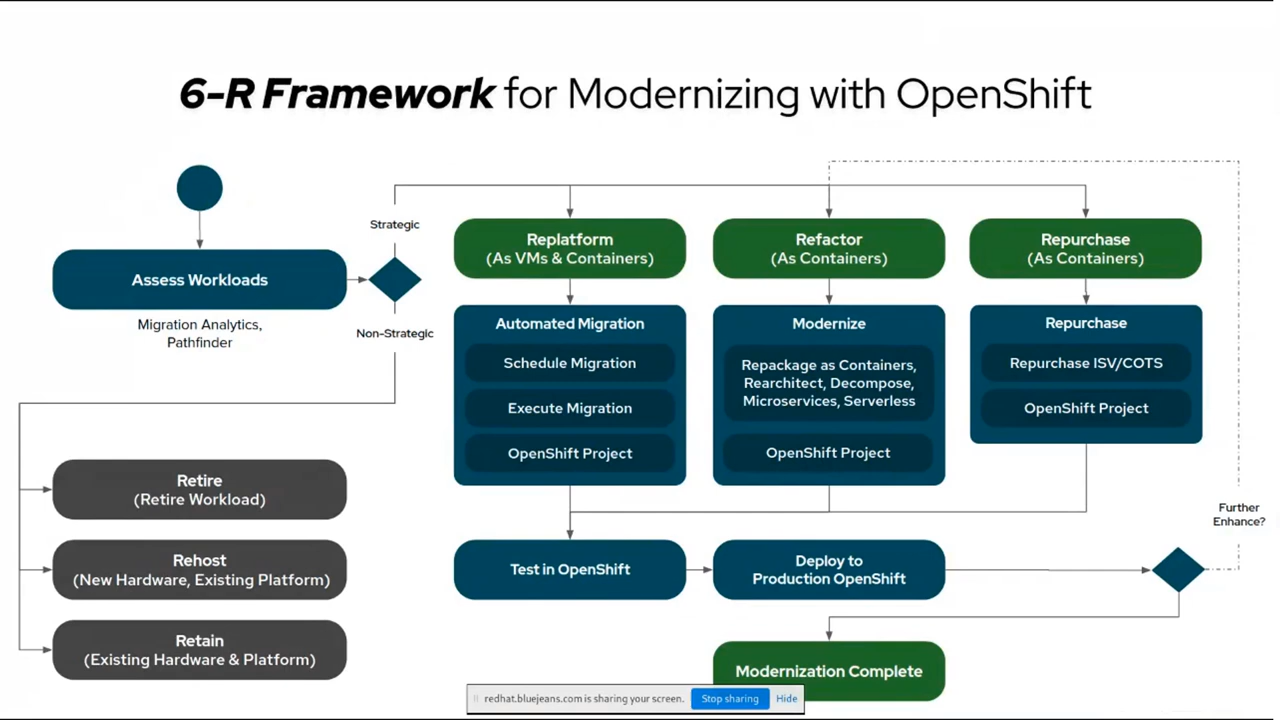 6-R Framework for Modernizing with OpenShift
Assess Workloads
Migration Analytics,
Pathfinder
Strategic
Non-Strategic
Retire
(Retire Workload)
Rehost
(New Hardware, Existing Platform)
Retain
(Existing Hardware & Platform)
Replatform
(As VMs & Containers)
Automated Migration
Schedule Migration
Execute Migration
OpenShift Project
Refactor
(As Containers)
Modernize
Repackage as Containers,
Rearchitect, Decompose,
Microservices, Serverless
OpenShift Project
Repurchase
(As Containers)
Repurchase
Repurchase ISV/COTS
OpenShift Project
Test in OpenShift
Deploy to
Production OpenShift
Further
Enhance?
Modernization Complete
redhat.bluejeans.com is sharing your screen. Stop sharing Hide